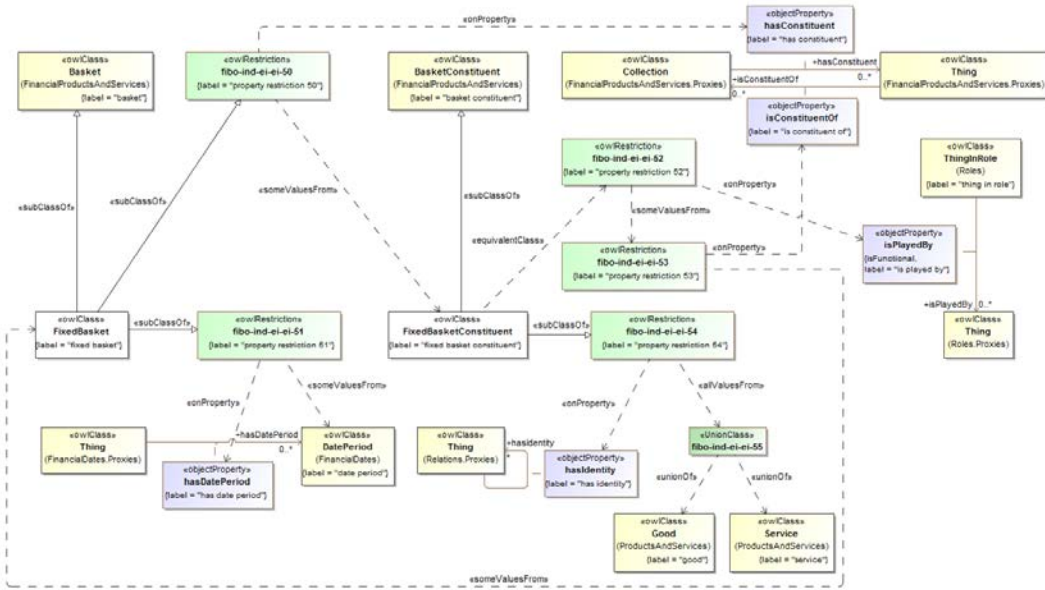 «onProperty»
«objectProperty»
hasConstituent
{label = "has constituent"}
«owlClass»
Basket
(FinancialProductsAndServices)
{label = "basket"}
«owlRestriction»
fibo-ind-ei-ei-50
{label = "property restriction 50"}
«owlClass»
BasketConstituent
(FinancialProductsAndServices)
{label = "basket constituent"}
«owlClass»
Collection
(FinancialProductsAndServices.Proxies)
+hasConstituent
0..*
+isConstituentOf
0..*
«owlClass»
Thing
(FinancialProductsAndServices.Proxies)
«objectProperty»
isConstituentOf
{label = "is constituent of"}
«owlRestriction»
fibo-ind-ei-ei-52
{label = "property restriction 52"}
«owlClass»
ThingInRole
(Roles)
{label = "thing in role"}
«subClassOf»
«subClassOf»
«someValuesFrom»
«subClassOf»
«equivalentClass»
«someValuesFrom»
«onProperty»
«onProperty»
«owlRestriction»
fibo-ind-ei-ei-53
{label = "property restriction 53"}
«objectProperty»
isPlayedBy
{isFunctional,
label = "is played by"}
+isPlayedBy
0..*
«owlClass»
Thing
(Roles.Proxies)
«owlClass»
FixedBasket
{label = "fixed basket"}
«subClassOf»
«owlRestriction»
fibo-ind-ei-ei-51
{label = "property restriction 51"}
«owlClass»
FixedBasketConstituent
{label = "fixed basket constituent"}
«subClassOf»
«owlRestriction»
fibo-ind-ei-ei-54
{label = "property restriction 54"}
«onProperty»
«someValuesFrom»
«onProperty»
«allValuesFrom»
«owlClass»
Thing
(FinancialDates.Proxies)
+hasDatePeriod
0..*
«owlClass»
DatePeriod
(FinancialDates)
{label = "date period"}
«objectProperty»
hasDatePeriod
{label = "has date period"}
«owlClass»
Thing
(Relations.Proxies)
+hasIdentity
*
«objectProperty»
hasIdentity
{label = "has identity"}
«UnionClass»
fibo-ind-ei-ei-55
«unionOf»
«unionOf»
«owlClass»
Good
(ProductsAndServices)
{label = "good"}
«owlClass»
Service
(ProductsAndServices)
{label = "service"}
«someValuesFrom»